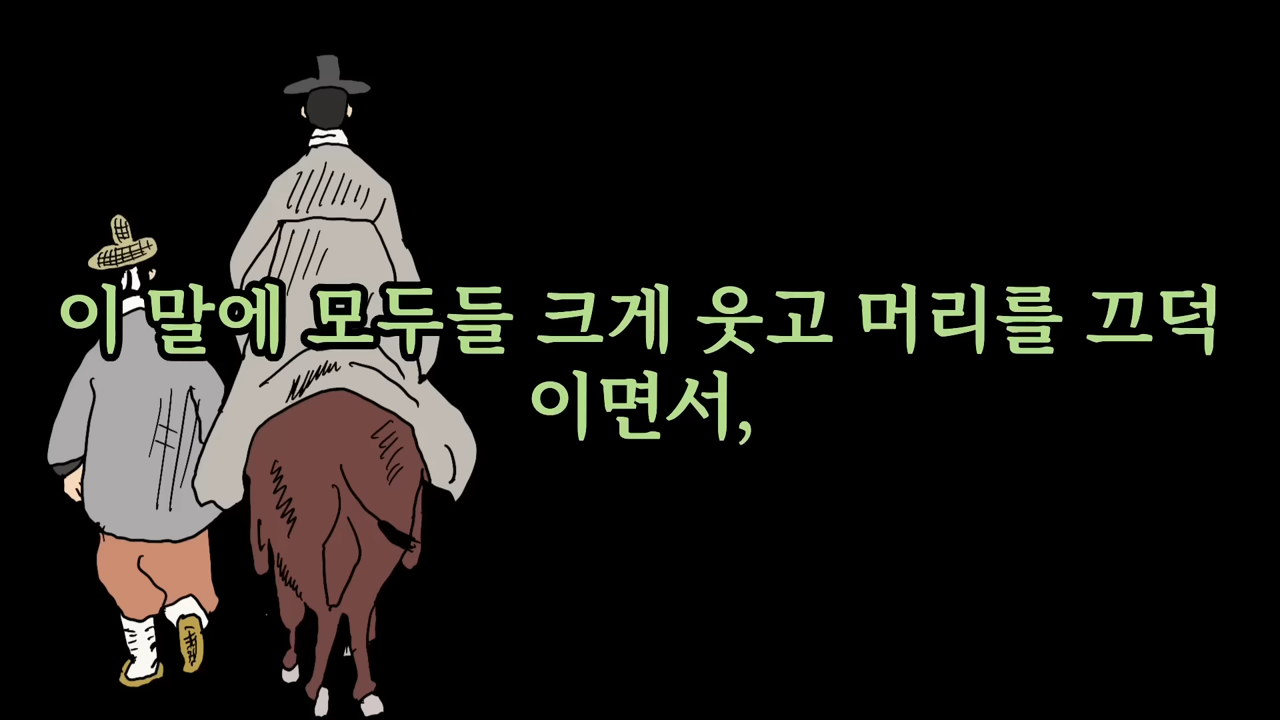 이 말에 모두들 크게 웃고 머리를 끄덕
이면서,